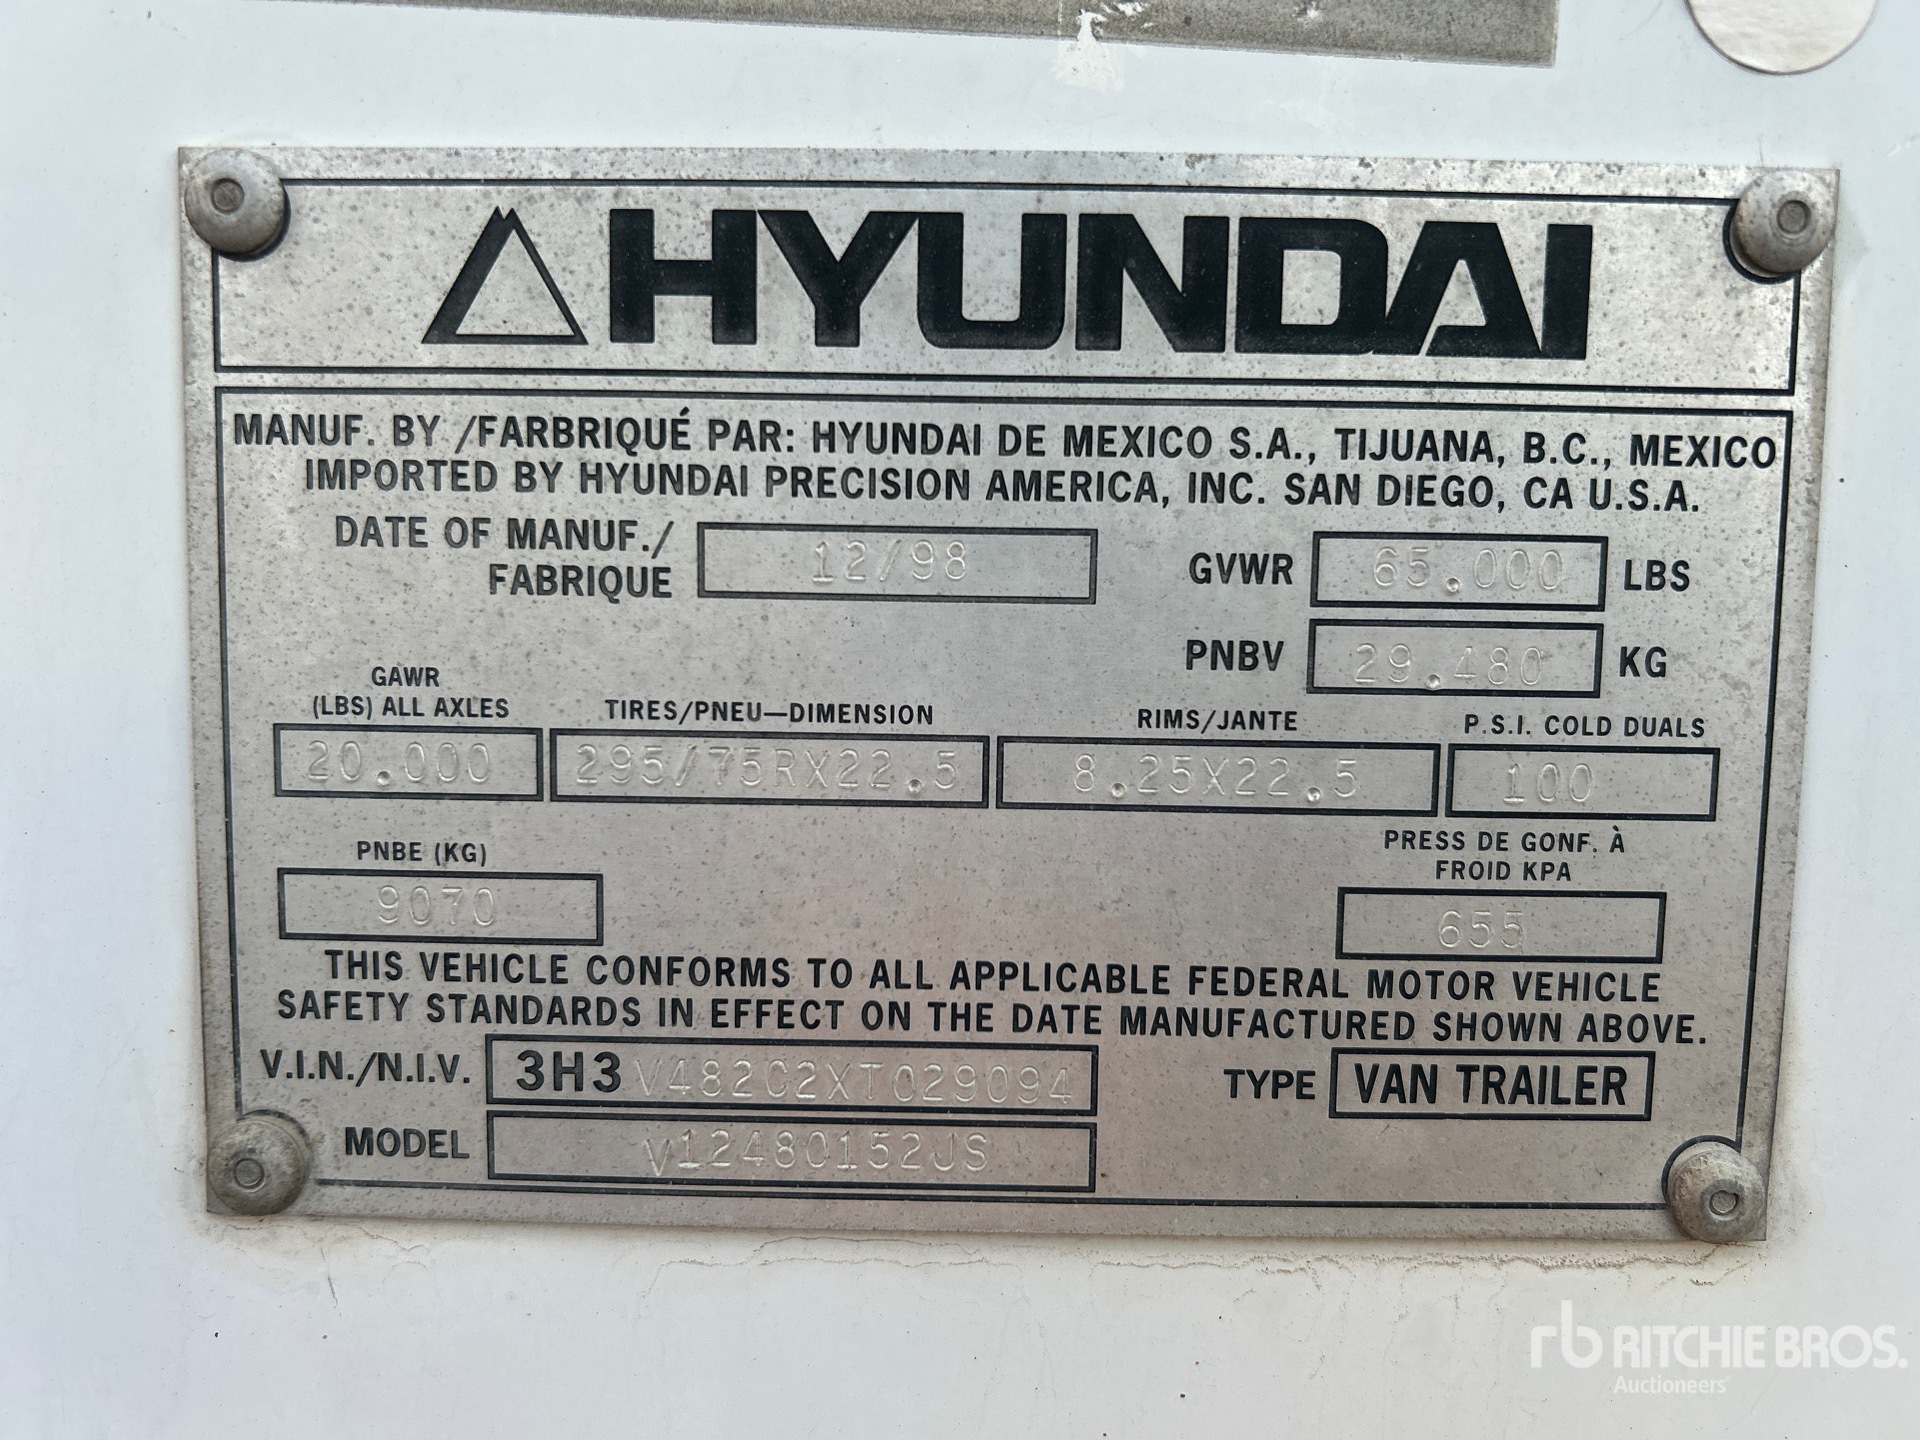 HYUNDAI
MANUF. BY /FARBRIQUÉ PAR: HYUNDAI DE MEXICO S.A., TIJUANA, B.C., MEXICO
IMPORTED BY HYUNDAI PRECISION AMERICA, INC. SAN DIEGO, CA U.S.A.
DATE OF MANUF./
FABRIQUE
12/98
GVWR 65.000 LBS
PNBV 29.480 KG
GAWR
(LBS) ALL AXLES
20.000
TIRES/PNEU—DIMENSION
295/75RX22.5
RIMS/JANTE
8.25X22.5
P.S.I. COLD DUALS
100
PNBE (KG)
9070
PRESS DE GONF. À
FROID KPA
655
THIS VEHICLE CONFORMS TO ALL APPLICABLE FEDERAL MOTOR VEHICLE
SAFETY STANDARDS IN EFFECT ON THE DATE MANUFACTURED SHOWN ABOVE.
V.I.N./N.I.V. 3H3V482C2XT029094
TYPE VAN TRAILER
MODEL V12480152JS
rb RITCHIE BROS.
Auctioneers